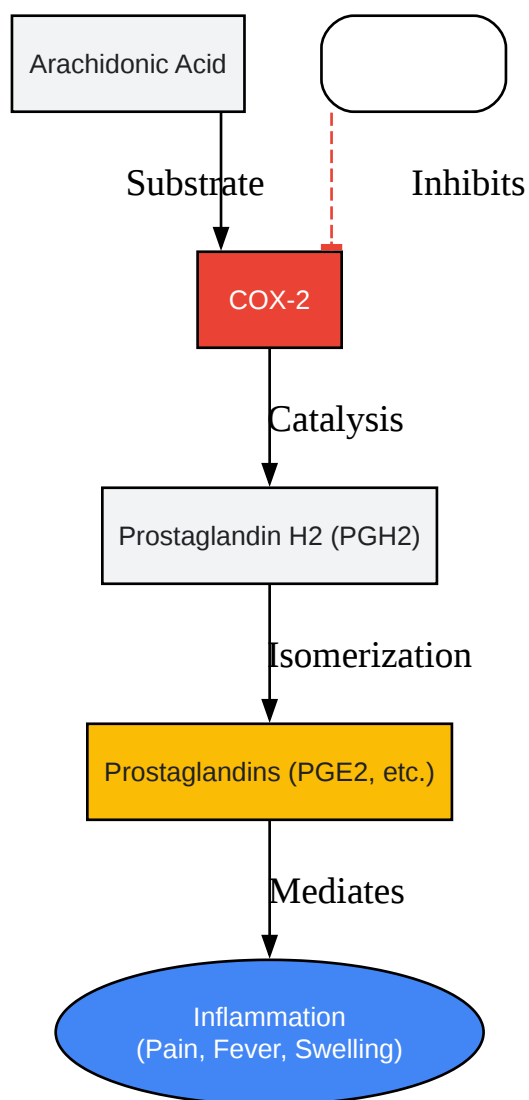 Arachidonic Acid
Substrate
Inhibits
COX-2
Catalysis
Prostaglandin H2 (PGH2)
Isomerization
Prostaglandins (PGE2, etc.)
Mediates
Inflammation
(Pain, Fever, Swelling)